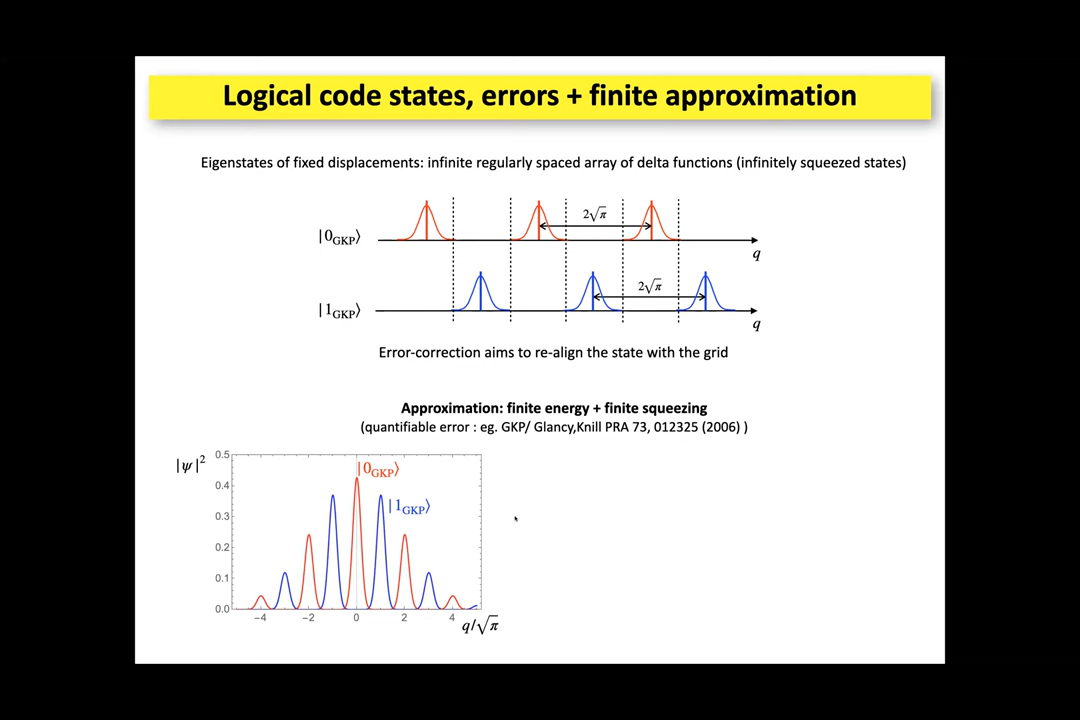 Logical code states, errors + finite approximation
Eigenstates of fixed displacements: infinite regularly spaced array of delta functions (infinitely squeezed states)
2√π
|0GKP⟩
q
2√π
|1GKP⟩
q
Error-correction aims to re-align the state with the grid
Approximation: finite energy + finite squeezing
(quantifiable error : eg. GKP/ Glancy,Knill PRA 73, 012325 (2006) )
|ψ|²
0.5
|0GKP⟩
0.4
|1GKP⟩
0.3
0.2
0.1
0.0
−4 −2 0 2 4
q/√π